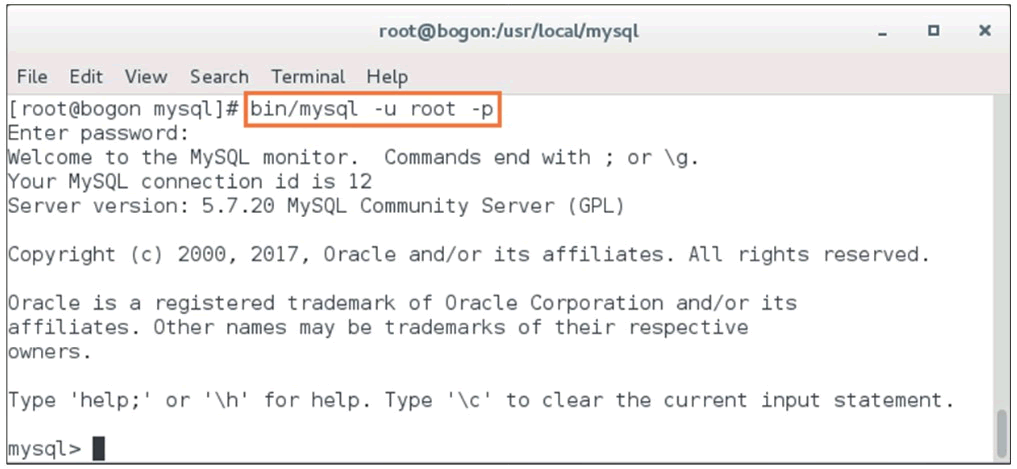 root@bogon:/usr/local/mysql
File Edit View Search Terminal Help
[root@bogon mysql]# bin/mysql -u root -p
Enter password:
Welcome to the MySQL monitor.  Commands end with ; or \g.
Your MySQL connection id is 12
Server version: 5.7.20 MySQL Community Server (GPL)
Copyright (c) 2000, 2017, Oracle and/or its affiliates. All rights reserved.
Oracle is a registered trademark of Oracle Corporation and/or its
affiliates. Other names may be trademarks of their respective
owners.
Type 'help;' or '\h' for help. Type '\c' to clear the current input statement.
mysql>